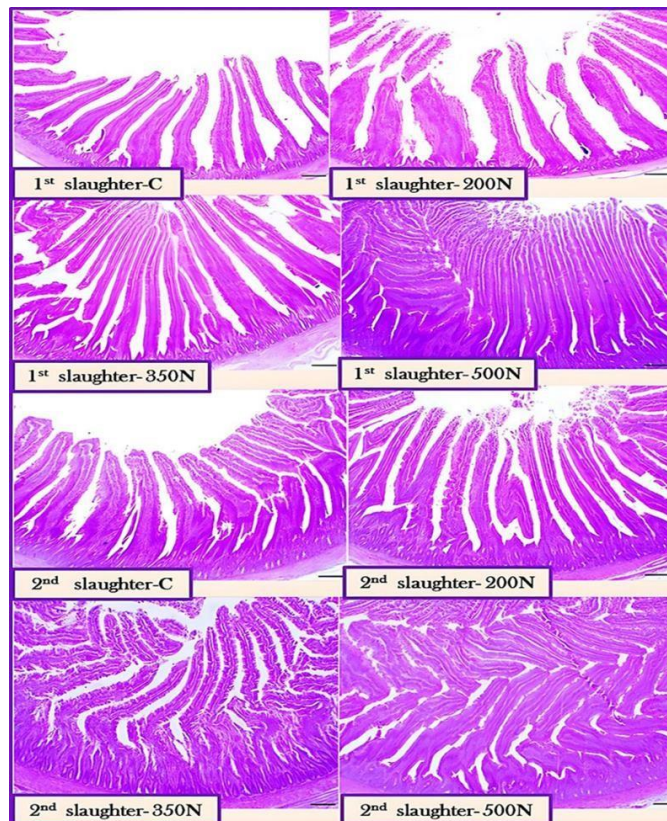 1st slaughter-C
1st slaughter-200N
1st slaughter-350N
1st slaughter-500N
2nd slaughter-C
2nd slaughter-200N
2nd slaughter-350N
2nd slaughter-500N